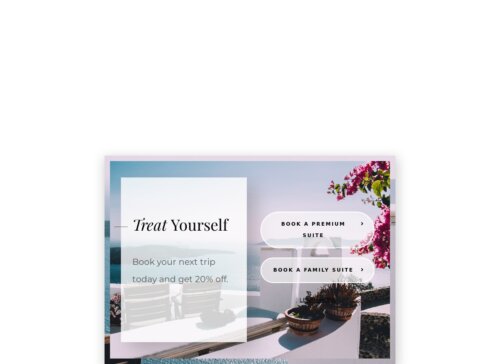 Treat Yourself
Book your next trip
today and get 20% off.
BOOK A PREMIUM
SUITE
BOOK A FAMILY SUITE